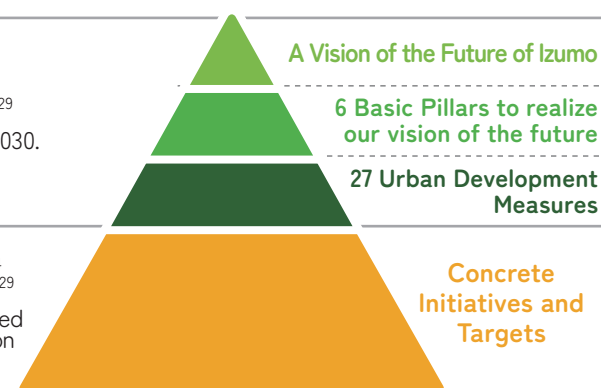 A Vision of the Future of Izumo
29
6 Basic Pillars to realize
030.
our vision of the future
27 Urban Development
Measures
29
Concrete
Initiatives and
ed
on
Targets